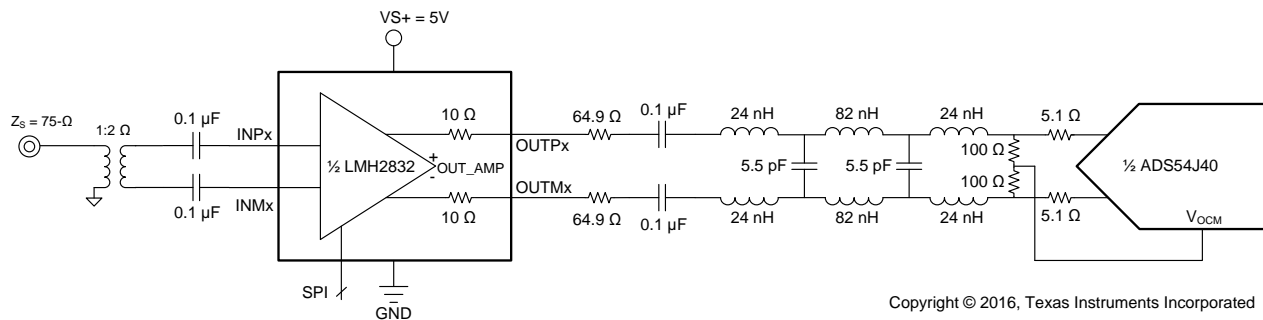 VS+ = 5V
ZS = 75-Ω
1:2 Ω
0.1 µF
INPx
0.1 µF
INMx
½ LMH2832
+
-
OUT_AMP
10 Ω
10 Ω
SPI
GND
OUTPx
OUTMx
64.9 Ω
64.9 Ω
0.1 µF
0.1 µF
24 nH
82 nH
24 nH
5.5 pF
5.5 pF
24 nH
82 nH
24 nH
100 Ω
100 Ω
5.1 Ω
5.1 Ω
½ ADS54J40
VOCM
Copyright © 2016, Texas Instruments Incorporated